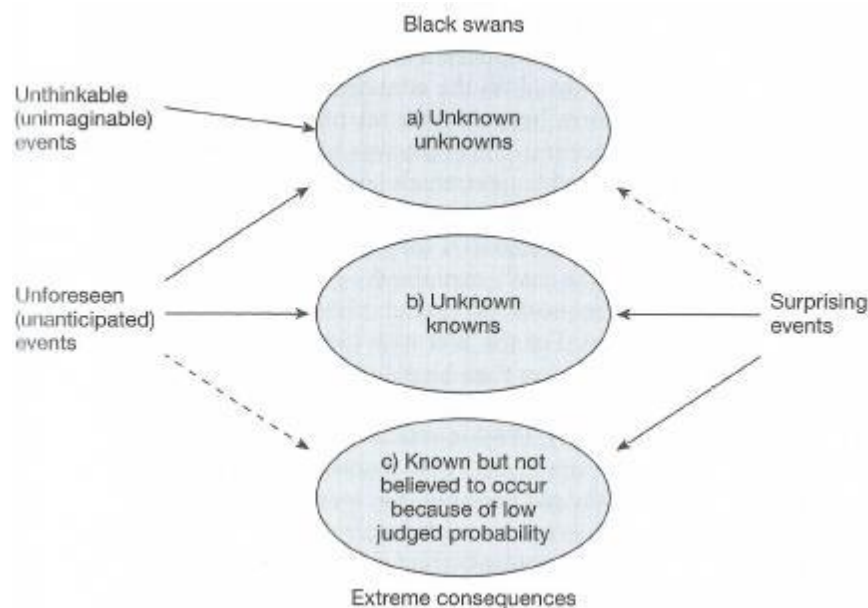 Black swans
Unthinkable
(unimaginable)
events
a) Unknown
unknowns
Unforeseen
(unanticipated)
events
b) Unknown
knowns
Surprising
events
c) Known but not
believed to occur
because of low
judged probability
Extreme consequences